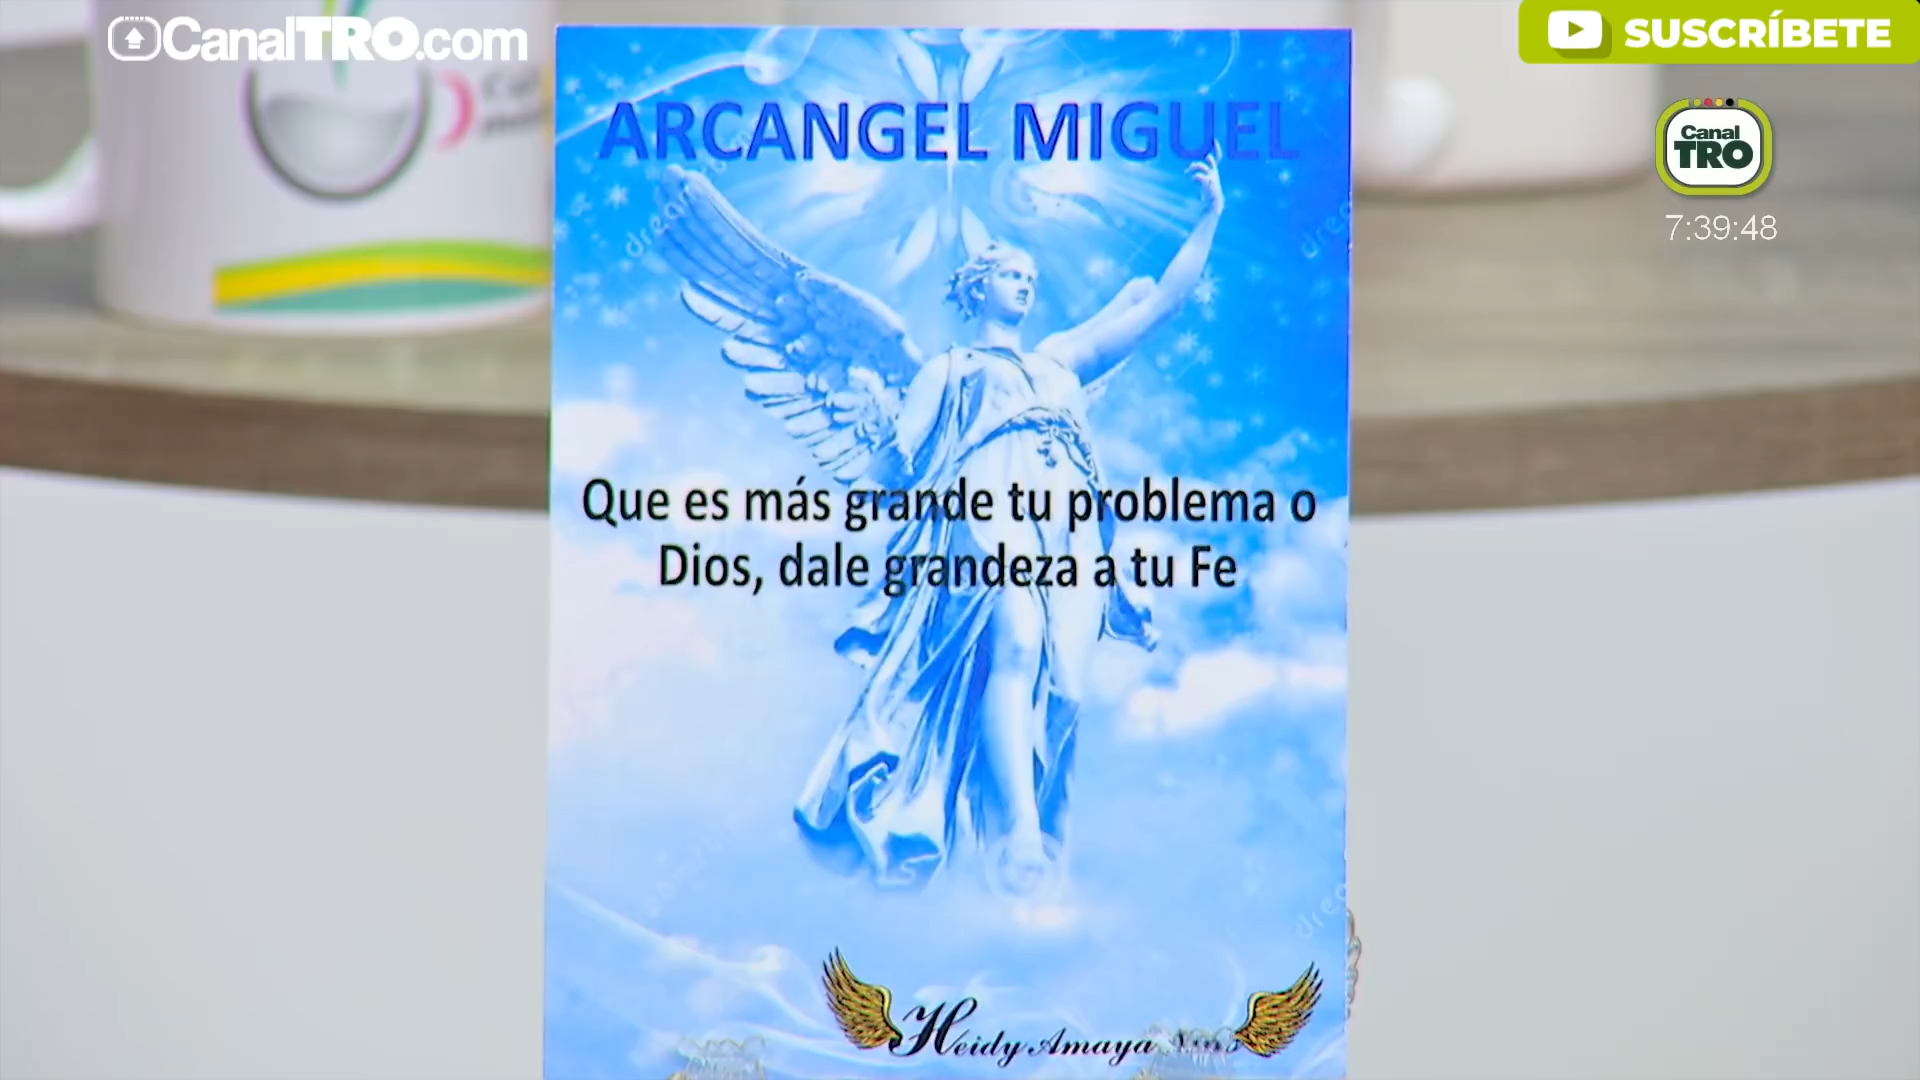 CanalTRO.com
SUSCRÍBETE
Canal
TRO
7:39:48
ARCANGEL MIGUEL
Que es más grande tu problema o
Dios, dale grandeza a tu Fe
Heidy Amaya